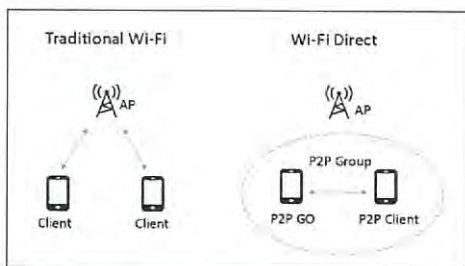 Traditional Wi-Fi
AP
Client
Client
Wi-Fi Direct
AP
P2P Group
P2P GO
P2P Client